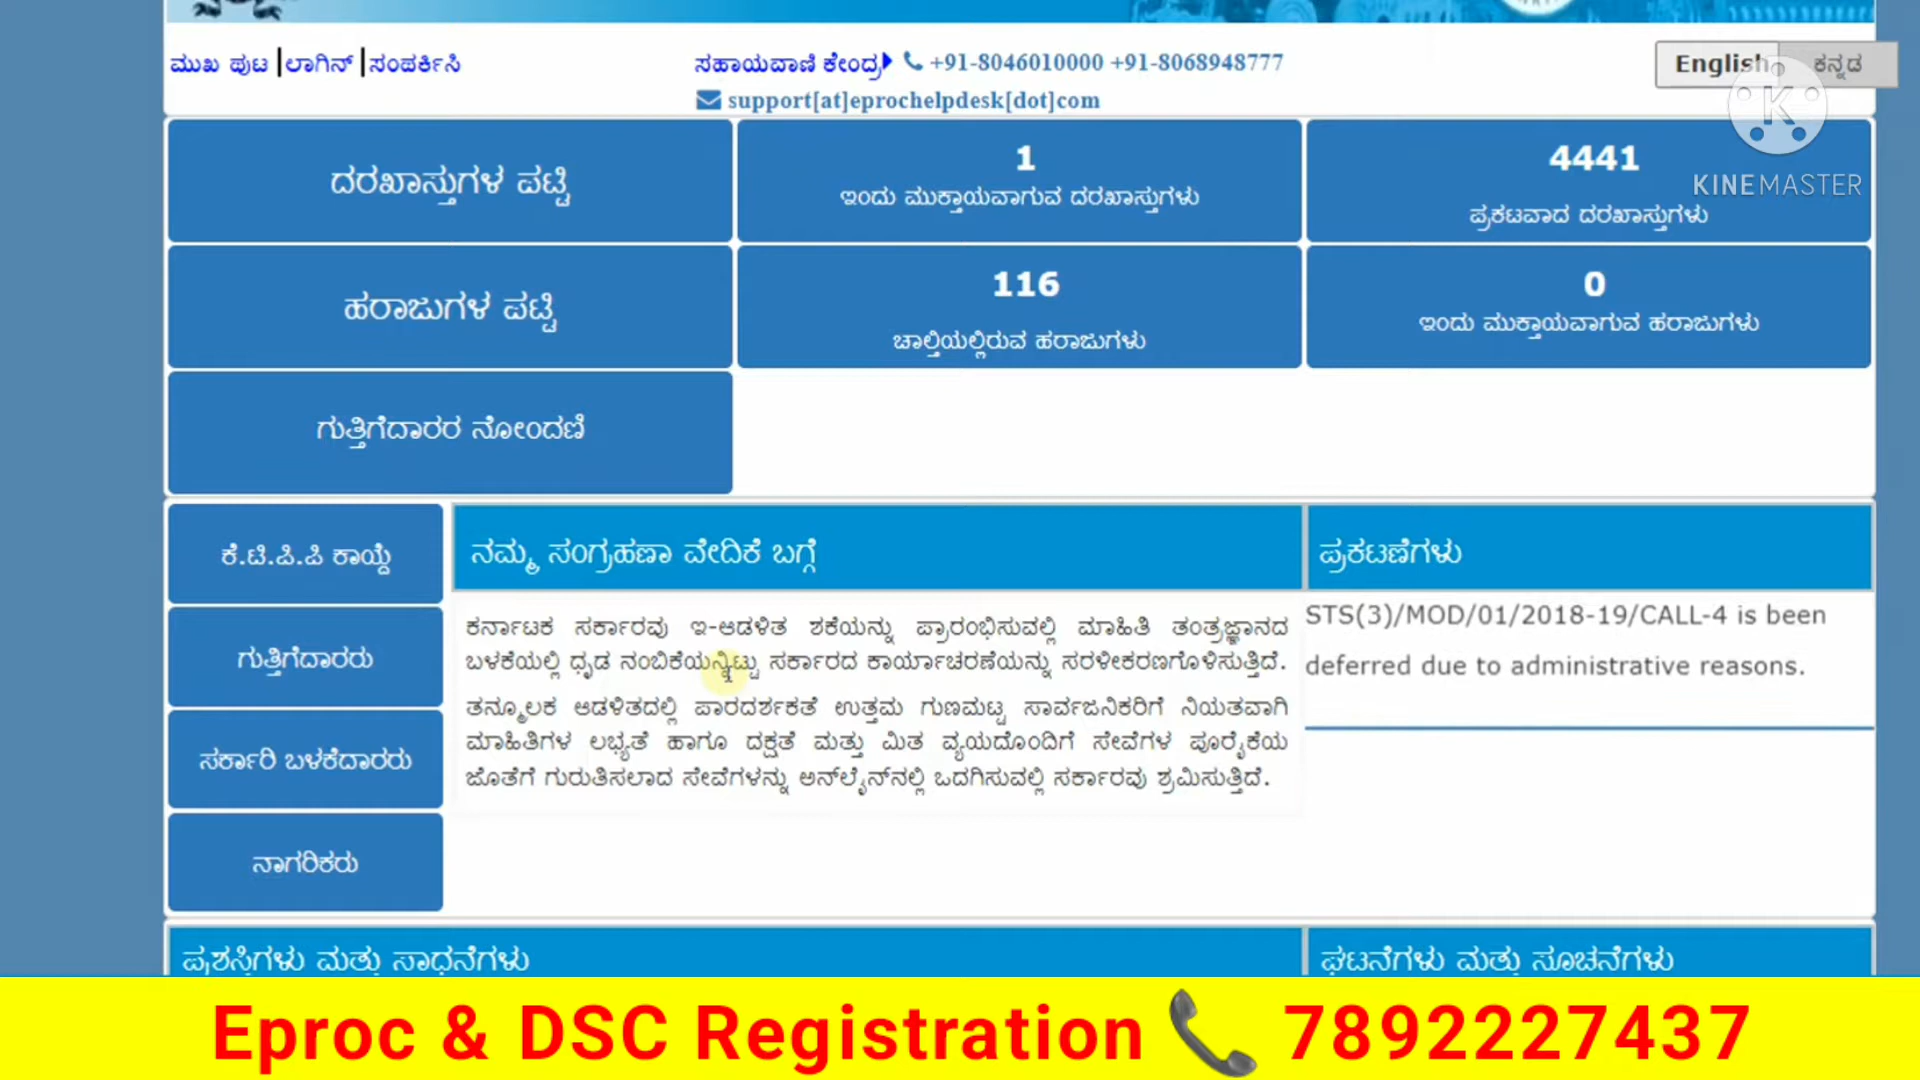 ಮುಖ ಪುಟ |ಲಾಗಿನ್ |ಸಂಪರ್ಕಿಸಿ
ಸಹಾಯವಾಣಿ ಕೇಂದ್ರ +91-8046010000 +91-8068948777
support[at]eprochelpdesk[dot]com
English ಕನ್ನಡ
KINEMASTER
ದರಖಾಸ್ತುಗಳ ಪಟ್ಟಿ
1
ಇಂದು ಮುಕ್ತಾಯವಾಗುವ ದರಖಾಸ್ತುಗಳು
4441
ಪ್ರಕಟವಾದ ದರಖಾಸ್ತುಗಳು
ಹರಾಜುಗಳ ಪಟ್ಟಿ
116
ಚಾಲ್ತಿಯಲ್ಲಿರುವ ಹರಾಜುಗಳು
0
ಇಂದು ಮುಕ್ತಾಯವಾಗುವ ಹರಾಜುಗಳು
ಗುತ್ತಿಗೆದಾರರ ನೋಂದಣಿ
ಕೆ.ಟಿ.ಪಿ.ಪಿ ಕಾಯ್ದೆ
ಗುತ್ತಿಗೆದಾರರು
ಸರ್ಕಾರಿ ಬಳಕೆದಾರರು
ನಾಗರಿಕರು
ನಮ್ಮ ಸಂಗ್ರಹಣಾ ವೇದಿಕೆ ಬಗ್ಗೆ
ಕರ್ನಾಟಕ ಸರ್ಕಾರವು ಇ-ಆಡಳಿತ ಶಕೆಯನ್ನು ಪ್ರಾರಂಭಿಸುವಲ್ಲಿ ಮಾಹಿತಿ ತಂತ್ರಜ್ಞಾನದ
ಬಳಕೆಯಲ್ಲಿ ಧೃಡ ನಂಬಿಕೆಯನ್ನಿಟ್ಟು ಸರ್ಕಾರದ ಕಾರ್ಯಾಚರಣೆಯನ್ನು ಸರಳೀಕರಣಗೊಳಿಸುತ್ತಿದೆ.
ತನ್ಮೂಲಕ ಆಡಳಿತದಲ್ಲಿ ಪಾರದರ್ಶಕತೆ ಉತ್ತಮ ಗುಣಮಟ್ಟ ಸಾರ್ವಜನಿಕರಿಗೆ ನಿಯತವಾಗಿ
ಮಾಹಿತಿಗಳ ಲಭ್ಯತೆ ಹಾಗೂ ದಕ್ಷತೆ ಮತ್ತು ಮಿತ ವ್ಯಯದೊಂದಿಗೆ ಸೇವೆಗಳ ಪೂರೈಕೆಯ
ಜೊತೆಗೆ ಗುರುತಿಸಲಾದ ಸೇವೆಗಳನ್ನು ಅನ್‌ಲೈನ್‌ನಲ್ಲಿ ಒದಗಿಸುವಲ್ಲಿ ಸರ್ಕಾರವು ಶ್ರಮಿಸುತ್ತಿದೆ.
ಪ್ರಕಟಣೆಗಳು
STS(3)/MOD/01/2018-19/CALL-4 is been
deferred due to administrative reasons.
ಪ್ರಶಸ್ತಿಗಳು ಮತ್ತು ಸಾಧನೆಗಳು
ಘಟನೆಗಳು ಮತ್ತು ಸೂಚನೆಗಳು
Eproc & DSC Registration 7892227437